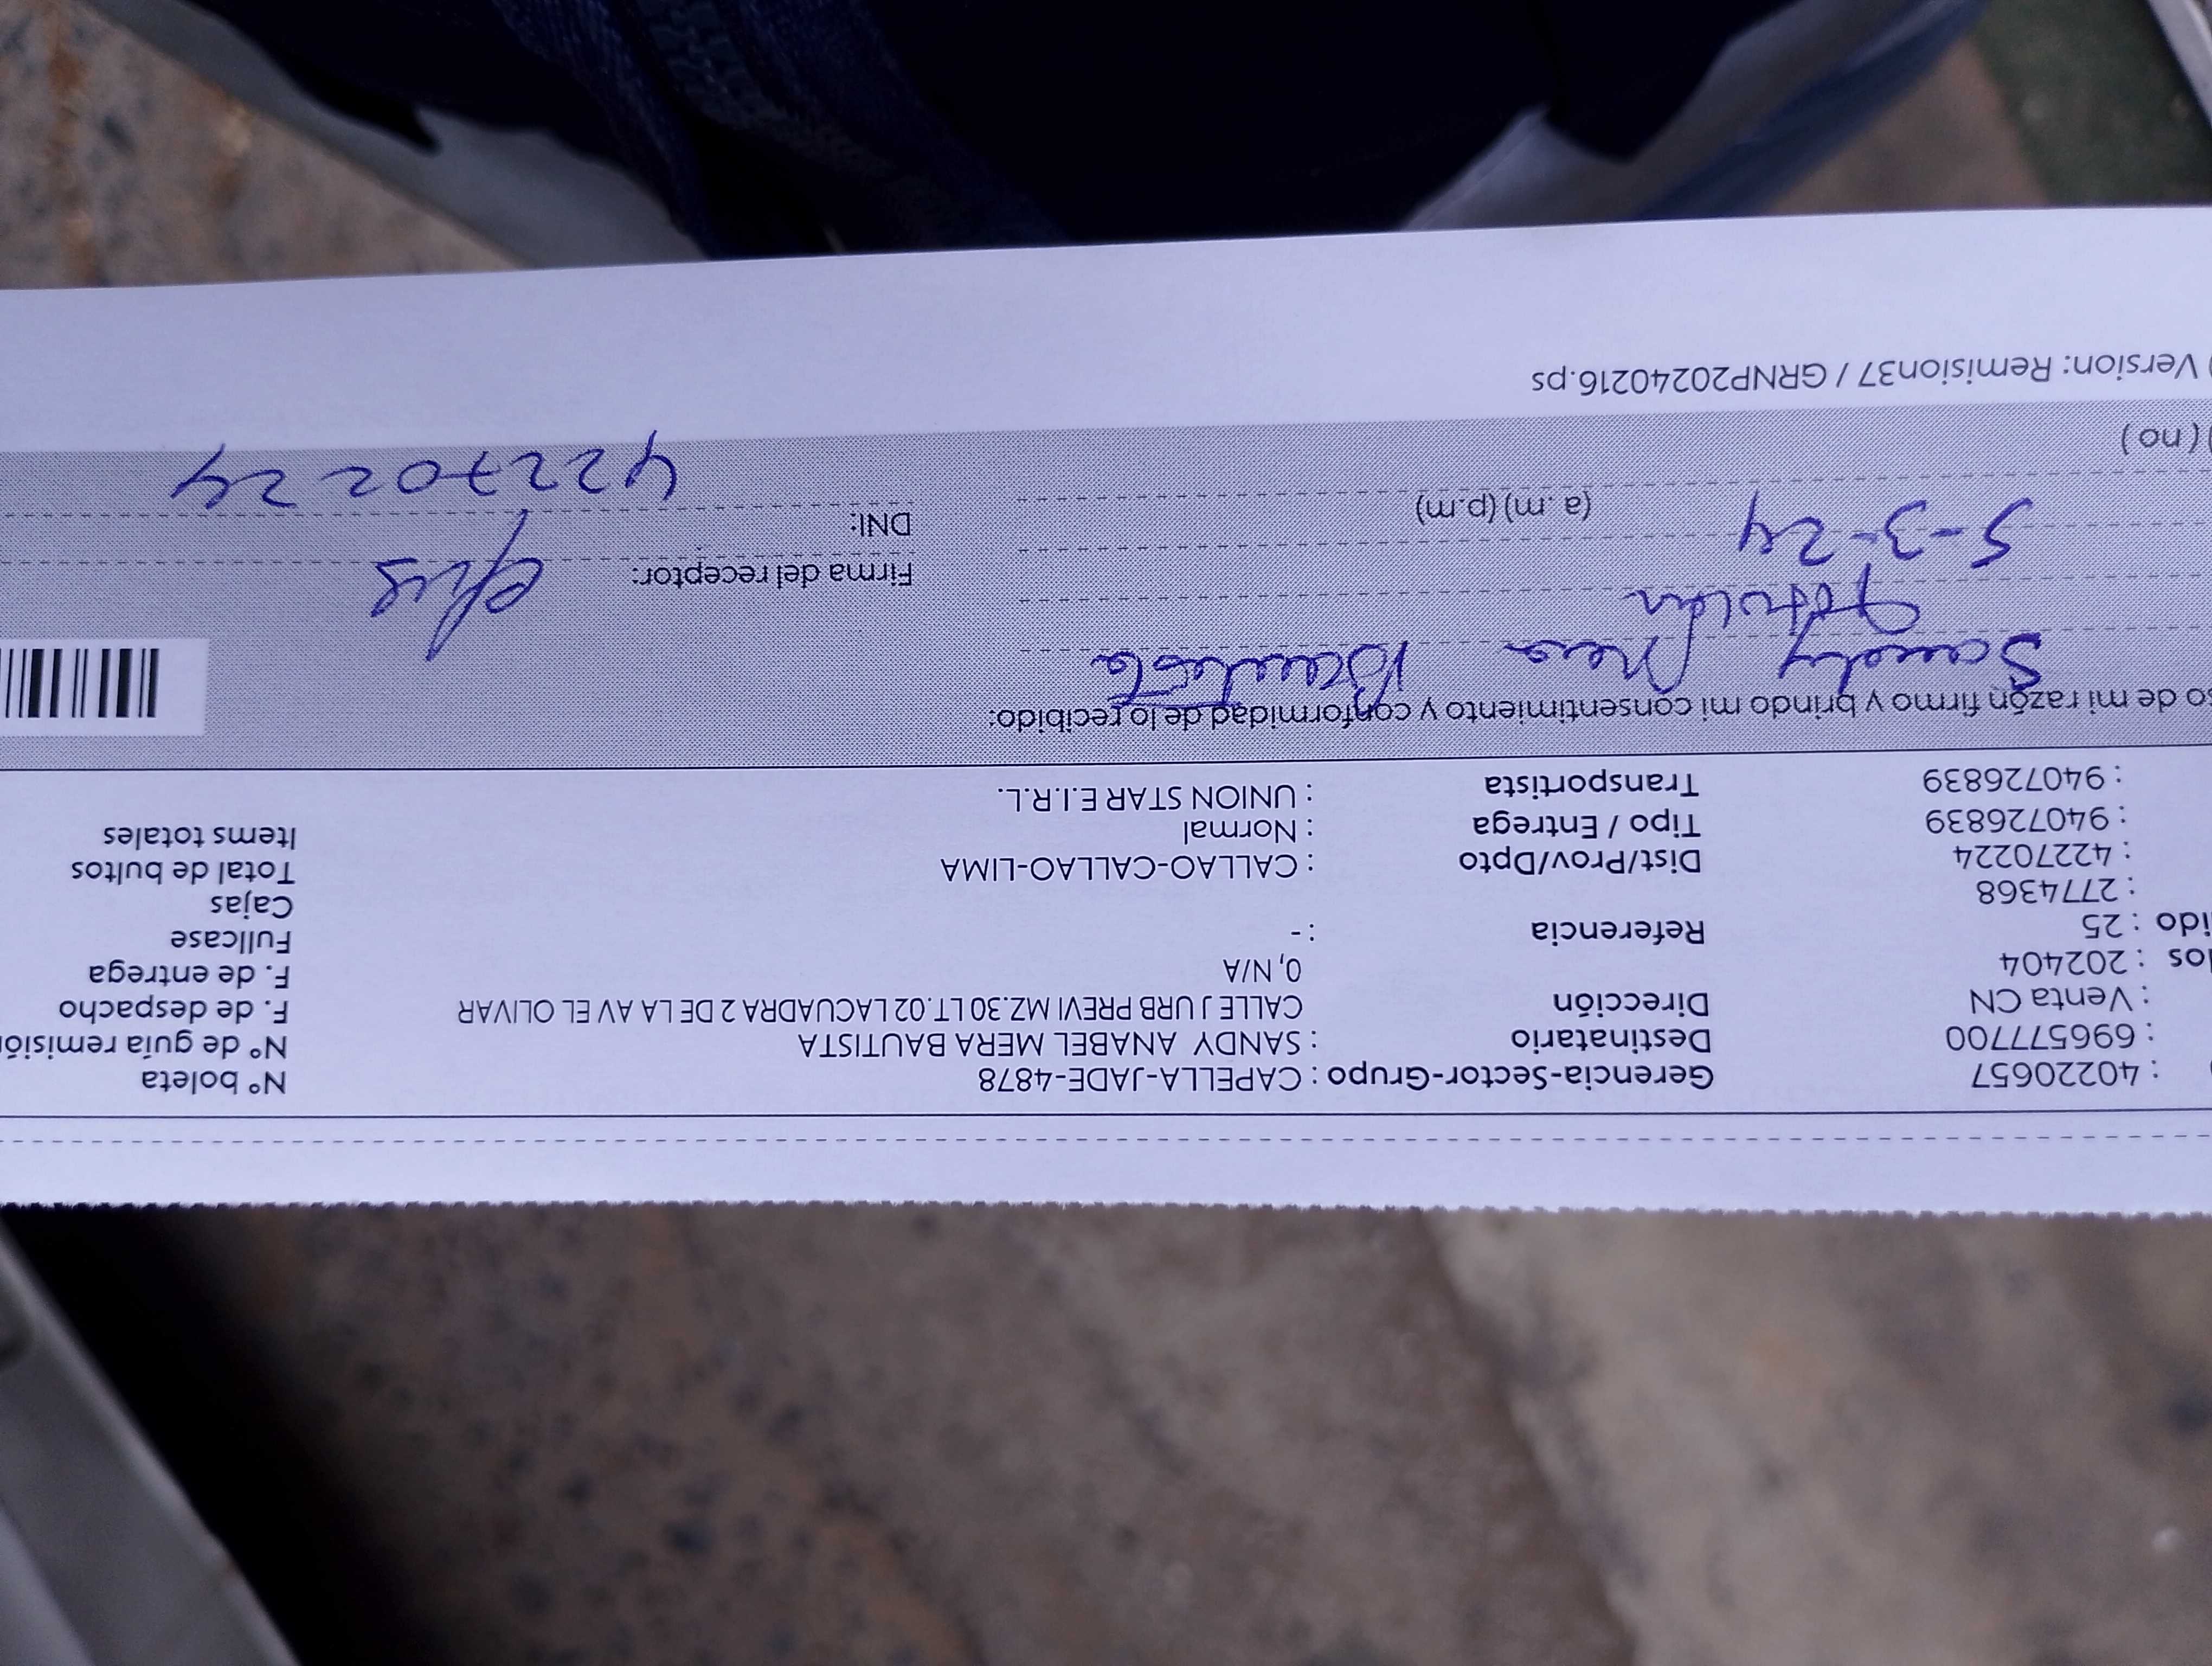 : 40220657 Gerencia-Sector-Grupo : CAPELLA-JADE-4878 N° boleta
: 696577700 Destinatario : SANDY ANABEL MERA BAUTISTA N° de guía remisió
: Venta CN Dirección CALLE J URB PREVI MZ.30 LT.02 LACUADRA 2 DE LA AV EL OLIVAR F. de despacho
los : 202404 0, N/A F. de entrega
ido : 25 Referencia : - Fullcase
: 2774368 Cajas
: 42270224 Dist/Prov/Dpto : CALLAO-CALLAO-LIMA Total de bultos
: 940726839 Tipo / Entrega : Normal Items totales
: 940726839 Transportista : UNION STAR E.I.R.L.
so de mi razón firmo y brindo mi consentimiento y conformidad de lo recibido:
Sandy Mera Bautista
Titular Firma del receptor:
5-3-24 (a. m) (p.m) DNI: 42270224
) (no)
) Version: Remision37 / GRNP20240216.ps